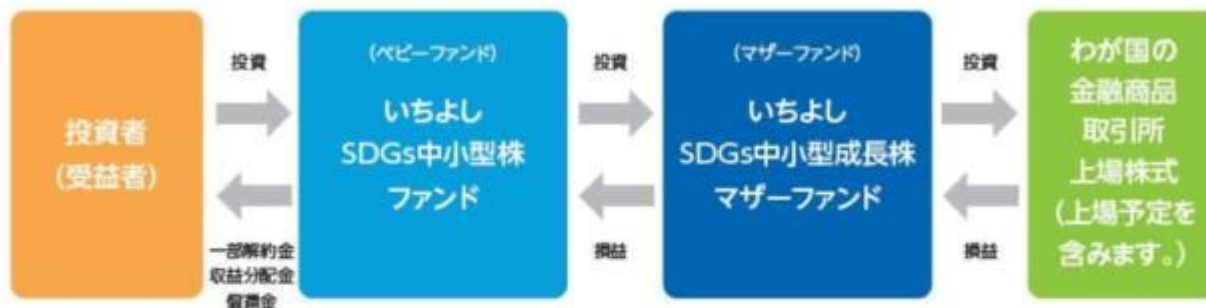 投資者
(受益者)
投資
一部解約金
収益分配金
償還金
(ベビーファンド)
いちよし
SDGs中小型株
ファンド
投資
損益
(マザーファンド)
いちよし
SDGs中小型成長株
マザーファンド
投資
損益
わが国の
金融商品
取引所
上場株式
(上場予定を
含みます。)